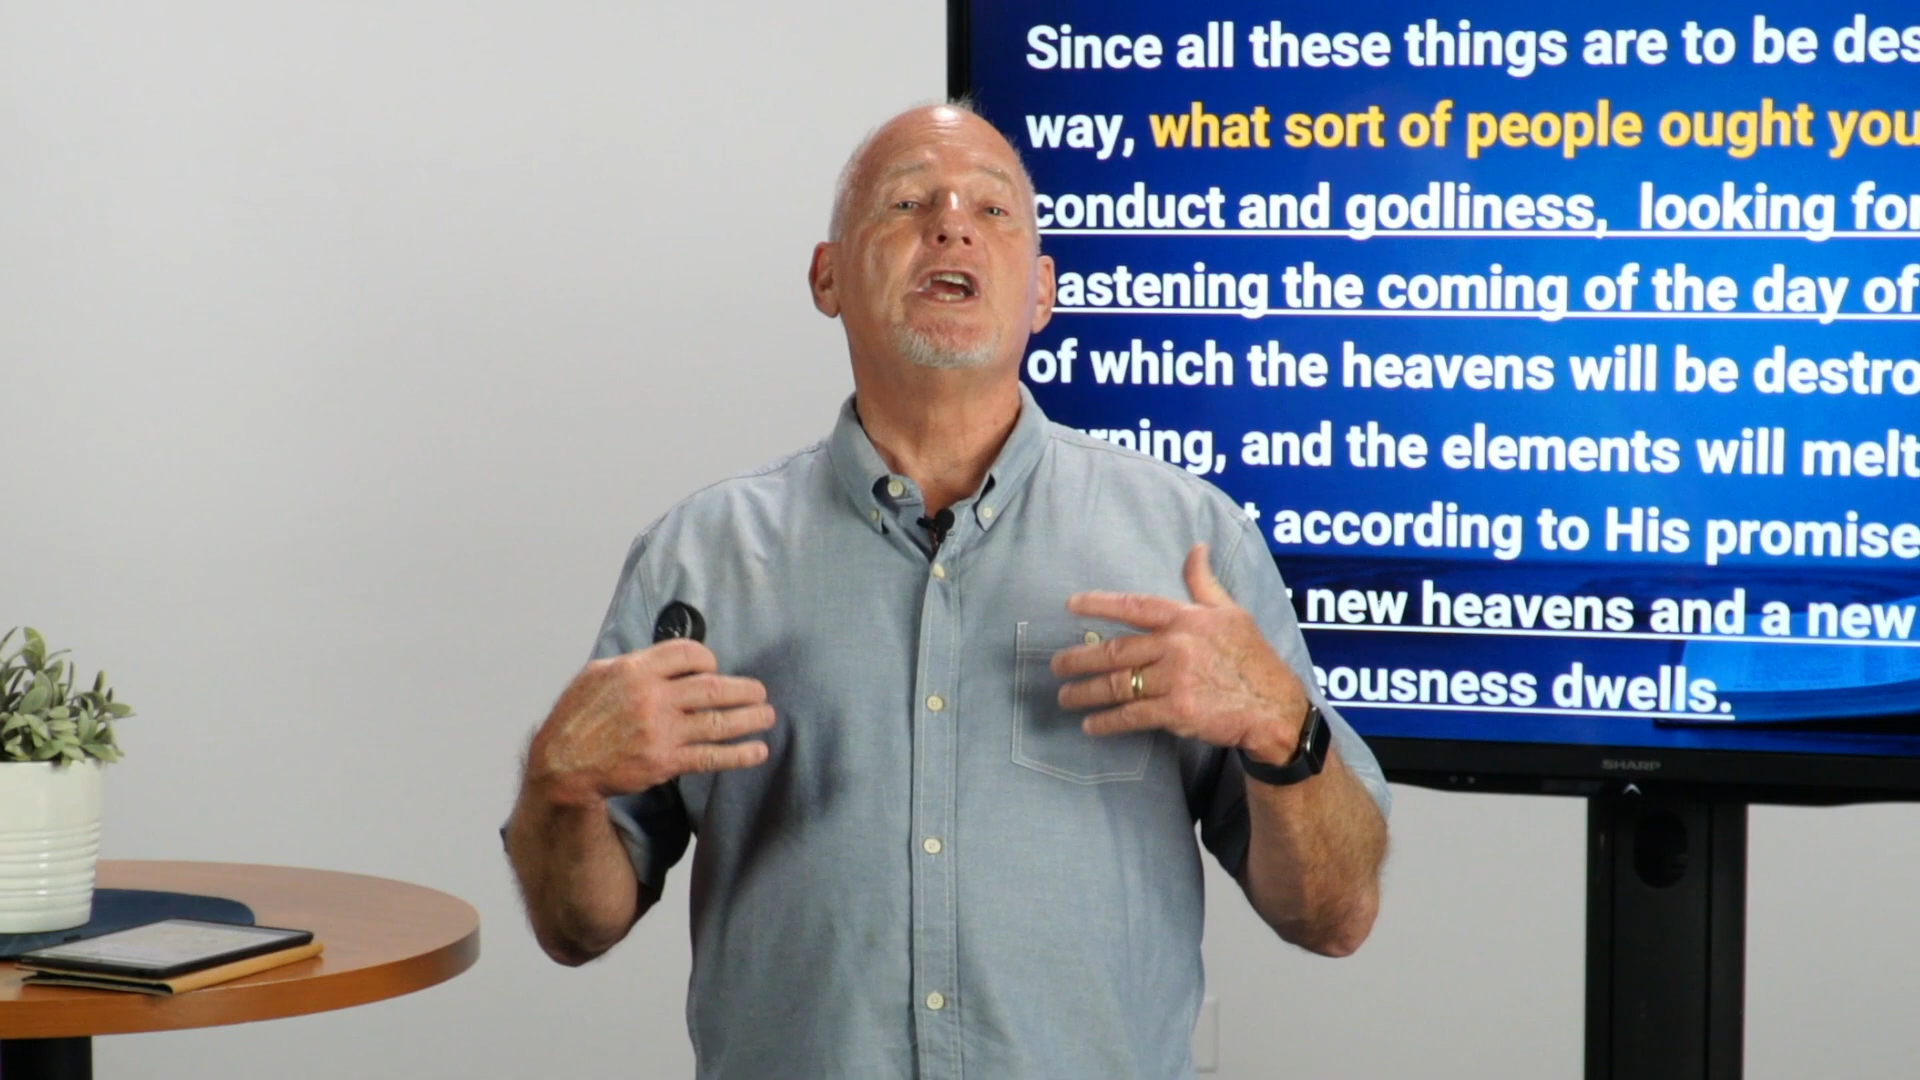 Since all these things are to be des
way, what sort of people ought you
conduct and godliness, looking for
astening the coming of the day of
of which the heavens will be destro
rning, and the elements will melt
t according to His promise
new heavens and a new
eousness dwells.
SHARP